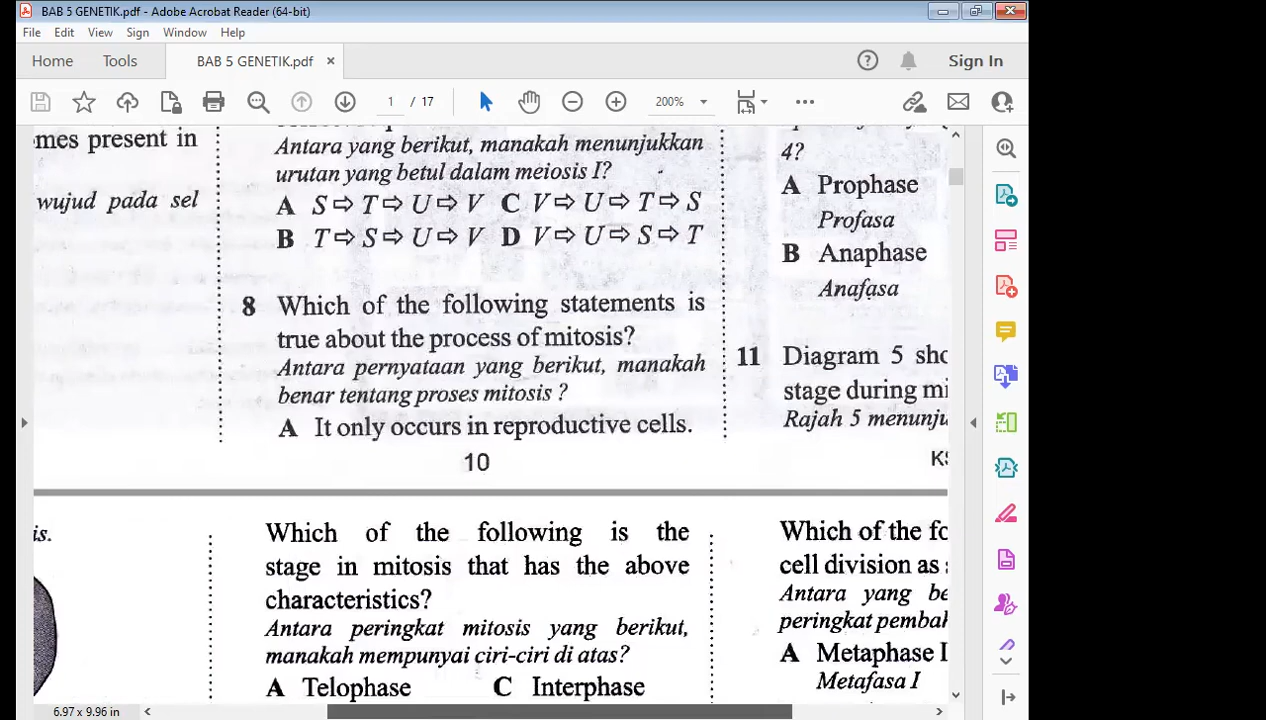 BAB 5 GENETIK.pdf - Adobe Acrobat Reader (64-bit)
File Edit View Sign Window Help
Home Tools BAB 5 GENETIK.pdf × Sign In
1 / 17 200%
mes present in
wujud pada sel
Antara yang berikut, manakah menunjukkan
urutan yang betul dalam meiosis I?
A S⇨ T⇨ U⇨ V C V⇨ U⇨ T⇨ S
B T⇨ S⇨ U⇨ V D V⇨ U⇨ S⇨ T
8 Which of the following statements is
true about the process of mitosis?
Antara pernyataan yang berikut, manakah
benar tentang proses mitosis ?
A It only occurs in reproductive cells.
10
4?
A Prophase
Profasa
B Anaphase
Anafasa
11 Diagram 5 sho
stage during mi
Rajah 5 menunju
KS
is.
Which of the following is the
stage in mitosis that has the above
characteristics?
Antara peringkat mitosis yang berikut,
manakah mempunyai ciri-ciri di atas?
A Telophase C Interphase
Which of the fo
cell division as
Antara yang be
peringkat pembah
A Metaphase I
Metafasa I
6.97 x 9.96 in